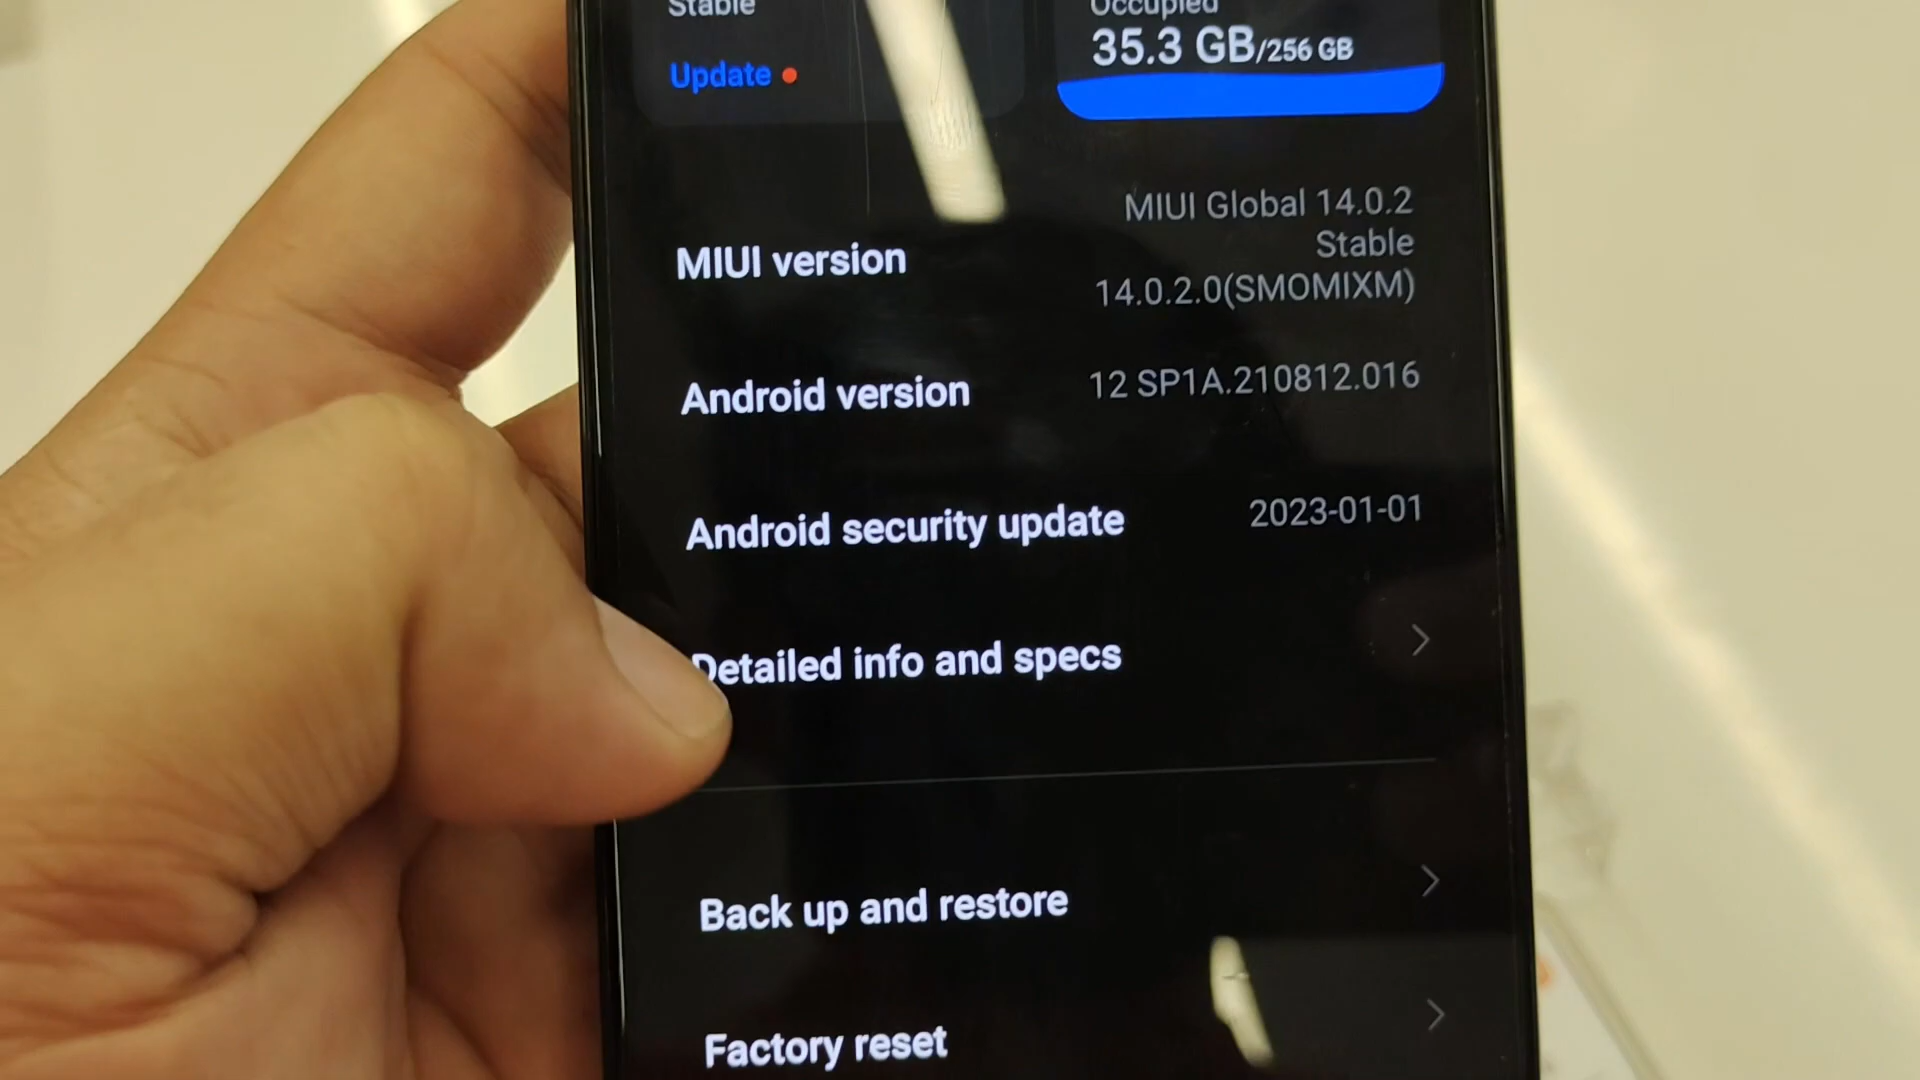 Stable
Occupied
35.3 GB/256 GB
Update
MIUI version
MIUI Global 14.0.2
Stable
14.0.2.0(SMOMIXM)
Android version
12 SP1A.210812.016
Android security update
2023-01-01
Detailed info and specs
Back up and restore
Factory reset